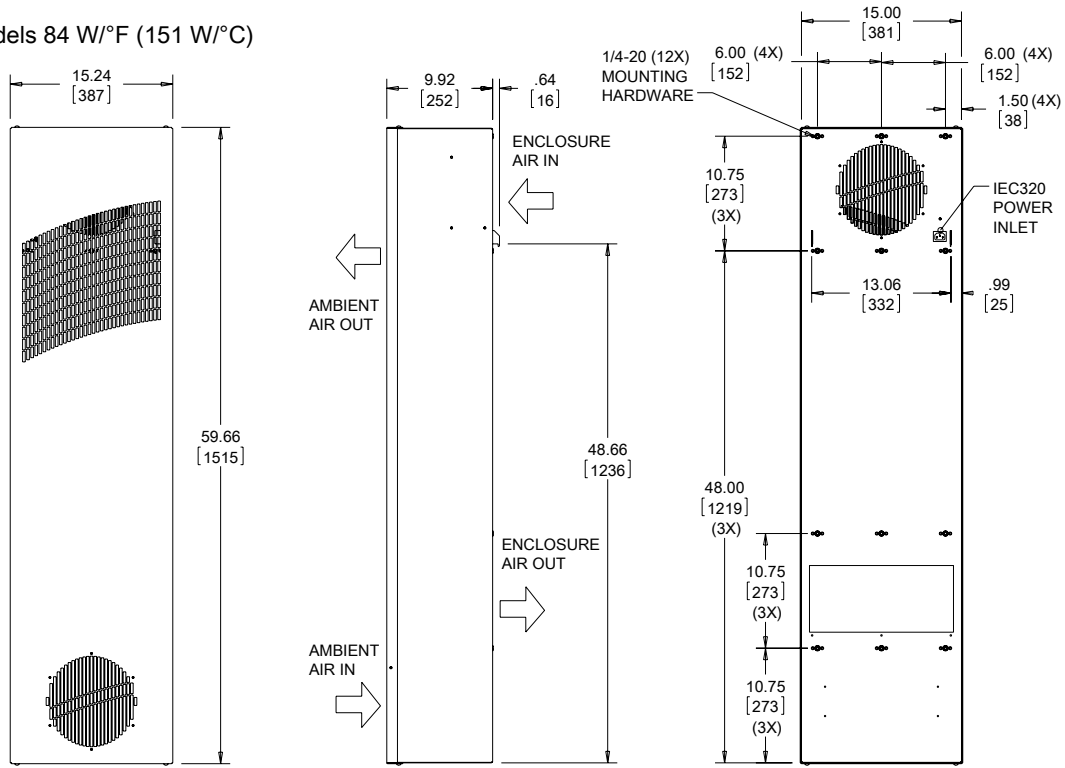 dels 84 W/°F (151 W/°C)
15.24
[387]
59.66
[1515]
9.92
[252]
.64
[16]
ENCLOSURE
AIR IN
AMBIENT
AIR OUT
48.66
[1236]
ENCLOSURE
AIR OUT
AMBIENT
AIR IN
15.00
[381]
1/4-20 (12X)
MOUNTING
HARDWARE
6.00 (4X)
[152]
6.00 (4X)
[152]
1.50 (4X)
[38]
10.75
[273]
(3X)
IEC320
POWER
INLET
13.06
[332]
.99
[25]
48.00
[1219]
(3X)
10.75
[273]
(3X)
10.75
[273]
(3X)